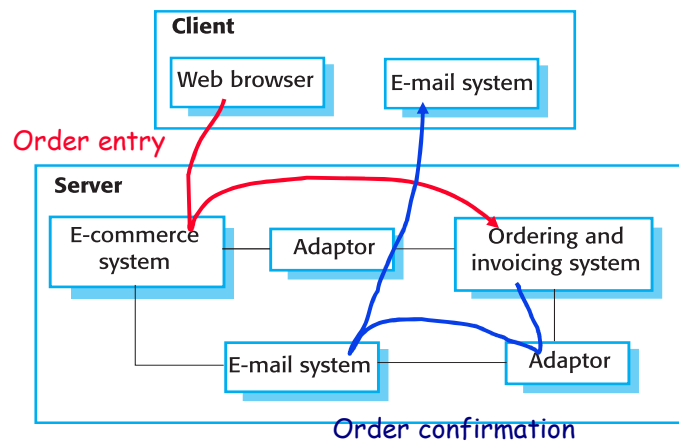 Client
Web browser
E-mail system
Order entry
Server
E-commerce
system
Adaptor
Ordering and
invoicing system
E-mail system
Adaptor
Order confirmation